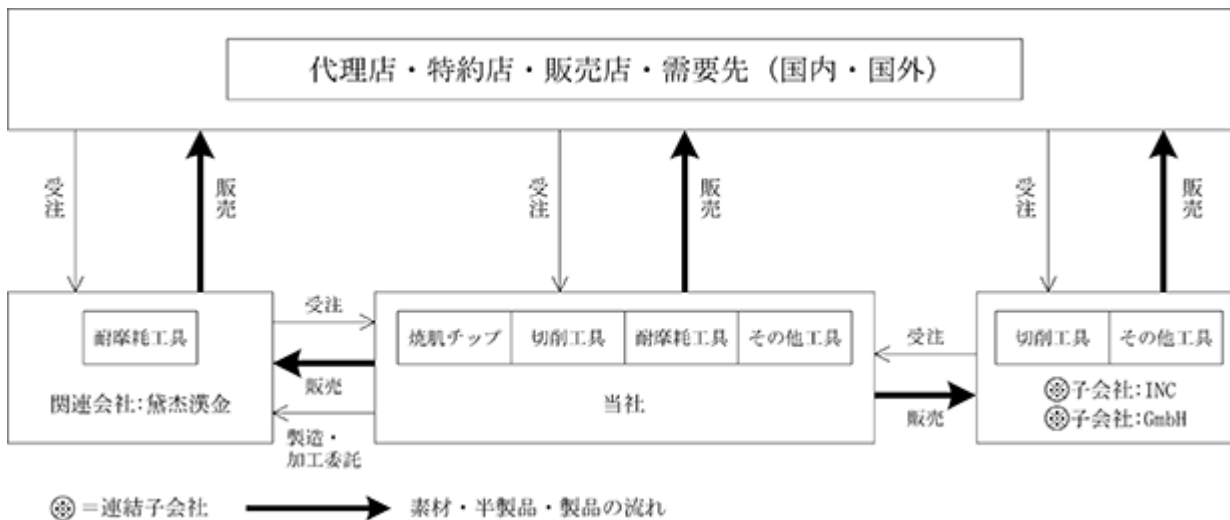 代理店・特約店・販売店・需要先（国内・国外）
受注
販売
受注
販売
受注
販売
耐摩耗工具
関連会社：黛杰漢金
受注
販売
製造・
加工委託
焼肌チップ
切削工具
耐摩耗工具
その他工具
当社
受注
販売
切削工具
その他工具
子会社：INC
子会社：GmbH
＝連結子会社
素材・半製品・製品の流れ